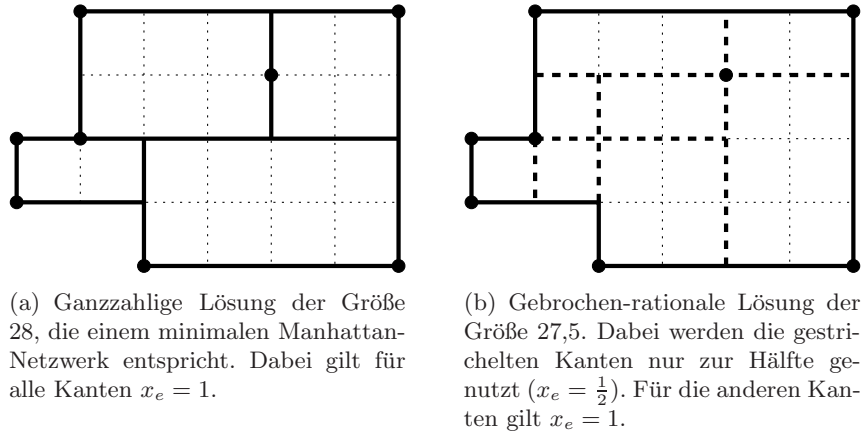 (a) Ganzzahlige Lösung der Größe
28, die einem minimalen Manhattan-
Netzwerk entspricht. Dabei gilt für
alle Kanten $x_e = 1$.
(b) Gebrochen-rationale Lösung der
Größe 27,5. Dabei werden die gestri-
chelten Kanten nur zur Hälfte ge-
nutzt ($x_e = \frac{1}{2}$). Für die anderen Kan-
ten gilt $x_e = 1$.